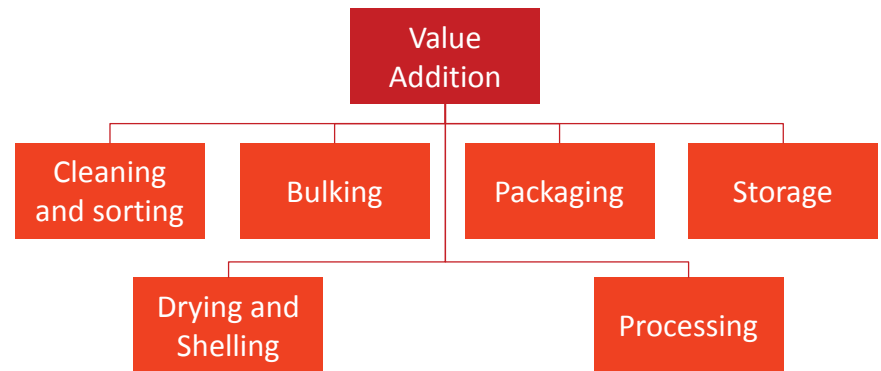 Value
Addition
Cleaning
and sorting
Bulking
Packaging
Storage
Drying and
Shelling
Processing